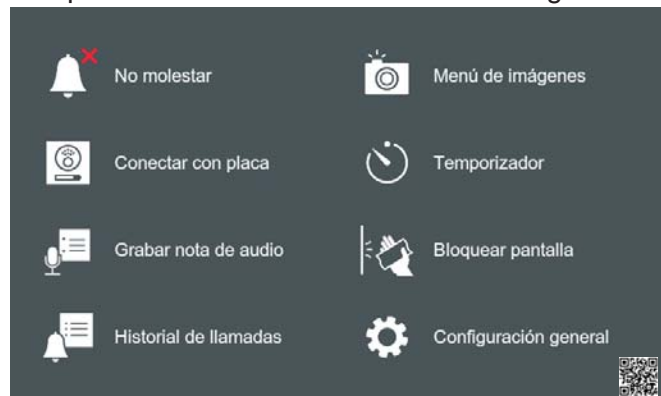 No molestar
Menú de imágenes
Conectar con placa
Temporizador
Grabar nota de audio
Bloquear pantalla
Historial de llamadas
Configuración general